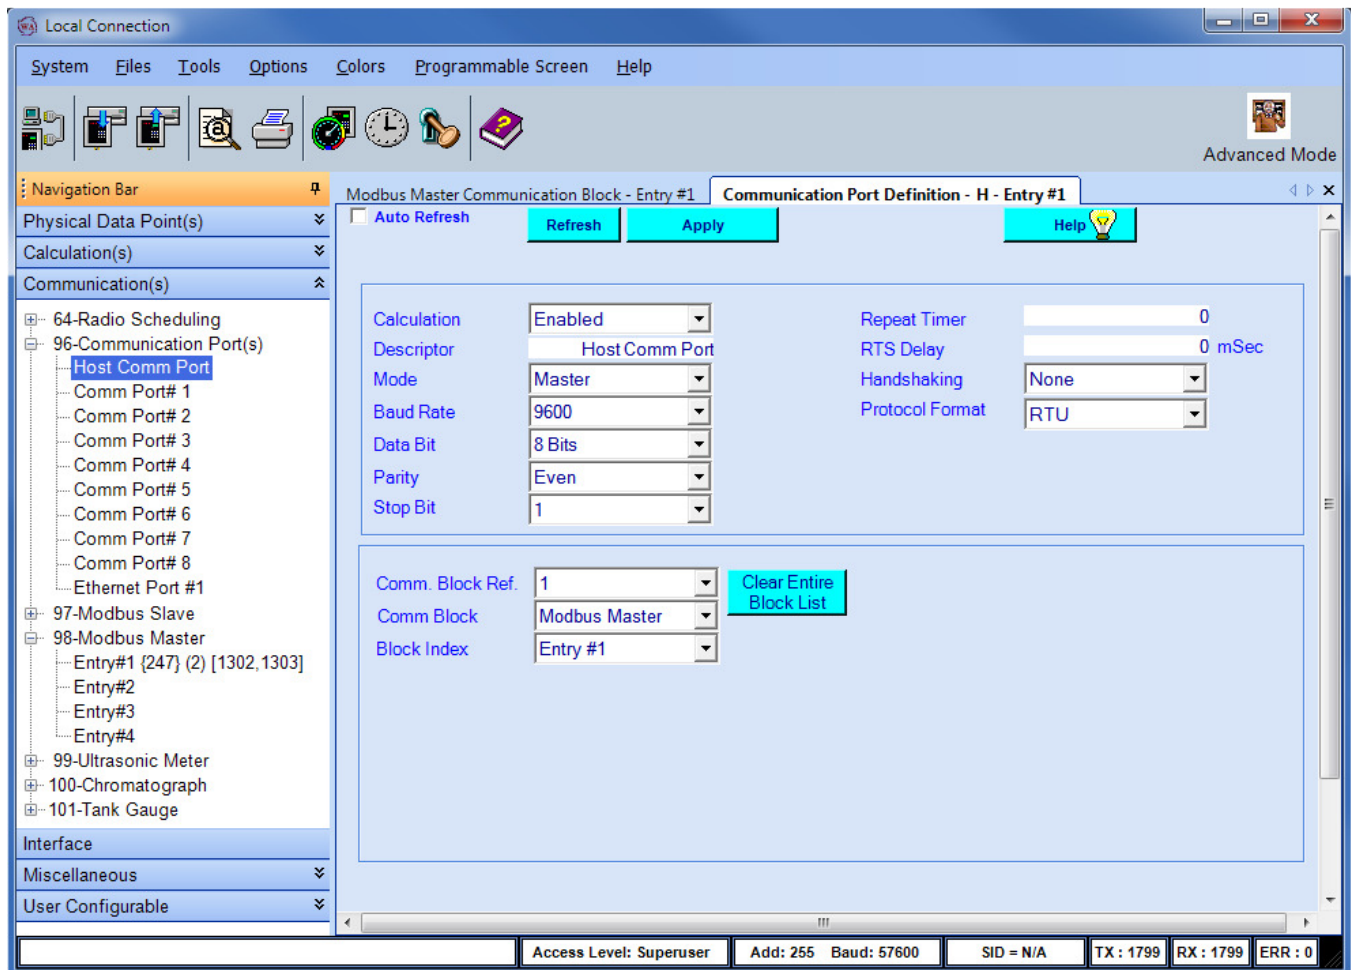 Local Connection
System Files Tools Options Colors Programmable Screen Help
Advanced Mode
Navigation Bar
Physical Data Point(s)
Calculation(s)
Communication(s)
64-Radio Scheduling
96-Communication Port(s)
Host Comm Port
Comm Port# 1
Comm Port# 2
Comm Port# 3
Comm Port# 4
Comm Port# 5
Comm Port# 6
Comm Port# 7
Comm Port# 8
Ethernet Port #1
97-Modbus Slave
98-Modbus Master
Entry#1 {247} (2) [1302,1303]
Entry#2
Entry#3
Entry#4
99-Ultrasonic Meter
100-Chromatograph
101-Tank Gauge
Interface
Miscellaneous
User Configurable
Modbus Master Communication Block - Entry #1 Communication Port Definition - H - Entry #1
Auto Refresh Refresh Apply Help
Calculation Enabled
Descriptor Host Comm Port
Mode Master
Baud Rate 9600
Data Bit 8 Bits
Parity Even
Stop Bit 1
Repeat Timer 0
RTS Delay 0 mSec
Handshaking None
Protocol Format RTU
Comm. Block Ref. 1
Comm Block Modbus Master
Block Index Entry #1
Clear Entire
Block List
Access Level: Superuser Add: 255 Baud: 57600 SID = N/A TX : 1799 RX : 1799 ERR : 0